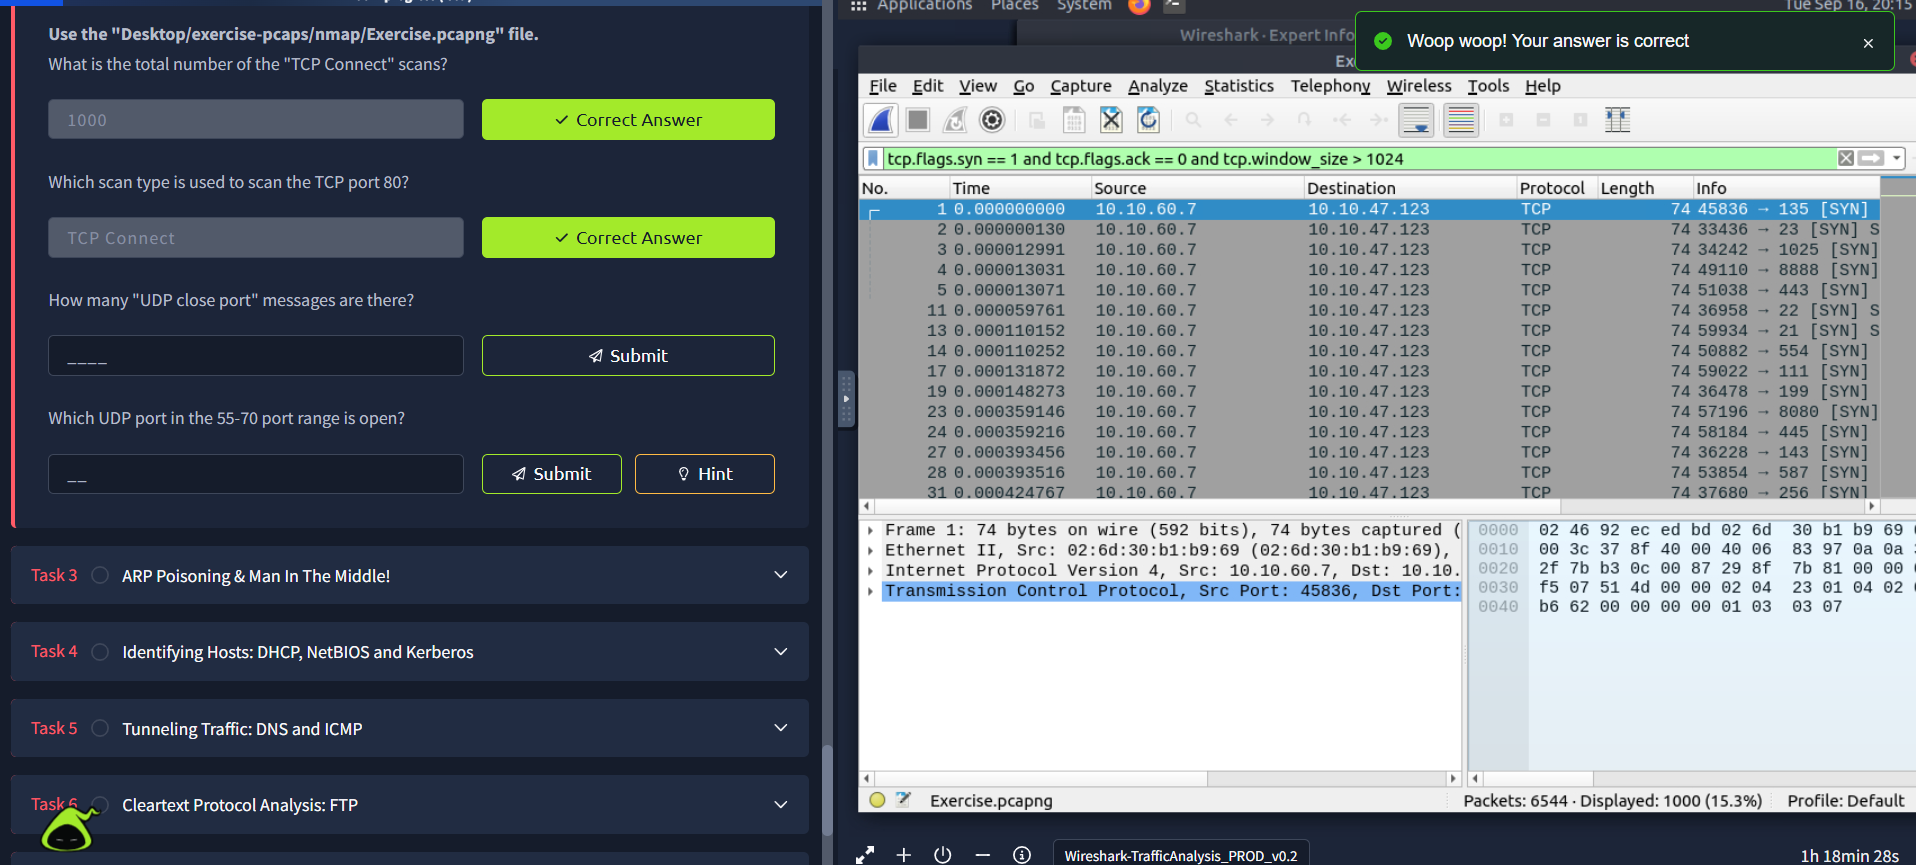 Use the "Desktop/exercise-pcaps/nmap/Exercise.pcapng" file.
What is the total number of the "TCP Connect" scans?
1000
Correct Answer
Which scan type is used to scan the TCP port 80?
TCP Connect
Correct Answer
How many "UDP close port" messages are there?
____
Submit
Which UDP port in the 55-70 port range is open?
__
Submit
Hint
Task 3
ARP Poisoning & Man In The Middle!
Task 4
Identifying Hosts: DHCP, NetBIOS and Kerberos
Task 5
Tunneling Traffic: DNS and ICMP
Task 6
Cleartext Protocol Analysis: FTP
Applications Places System
Tue Sep 16, 20:15
Wireshark · Expert Info
Woop woop! Your answer is correct
Ex
File Edit View Go Capture Analyze Statistics Telephony Wireless Tools Help
tcp.flags.syn == 1 and tcp.flags.ack == 0 and tcp.window_size > 1024
No. Time Source Destination Protocol Length Info
1 0.000000000 10.10.60.7 10.10.47.123 TCP 74 45836 → 135 [SYN]
2 0.000000130 10.10.60.7 10.10.47.123 TCP 74 33436 → 23 [SYN] S
3 0.000012991 10.10.60.7 10.10.47.123 TCP 74 34242 → 1025 [SYN]
4 0.000013031 10.10.60.7 10.10.47.123 TCP 74 49110 → 8888 [SYN]
5 0.000013071 10.10.60.7 10.10.47.123 TCP 74 51038 → 443 [SYN]
11 0.000059761 10.10.60.7 10.10.47.123 TCP 74 36958 → 22 [SYN] S
13 0.000110152 10.10.60.7 10.10.47.123 TCP 74 59934 → 21 [SYN] S
14 0.000110252 10.10.60.7 10.10.47.123 TCP 74 50882 → 554 [SYN]
17 0.000131872 10.10.60.7 10.10.47.123 TCP 74 59022 → 111 [SYN]
19 0.000148273 10.10.60.7 10.10.47.123 TCP 74 36478 → 199 [SYN]
23 0.000359146 10.10.60.7 10.10.47.123 TCP 74 57196 → 8080 [SYN]
24 0.000359216 10.10.60.7 10.10.47.123 TCP 74 58184 → 445 [SYN]
27 0.000393456 10.10.60.7 10.10.47.123 TCP 74 36228 → 143 [SYN]
28 0.000393516 10.10.60.7 10.10.47.123 TCP 74 53854 → 587 [SYN]
31 0.000424767 10.10.60.7 10.10.47.123 TCP 74 37680 → 256 [SYN]
Frame 1: 74 bytes on wire (592 bits), 74 bytes captured (
Ethernet II, Src: 02:6d:30:b1:b9:69 (02:6d:30:b1:b9:69),
Internet Protocol Version 4, Src: 10.10.60.7, Dst: 10.10.
Transmission Control Protocol, Src Port: 45836, Dst Port:
0000 02 46 92 ec ed bd 02 6d 30 b1 b9 69
0010 00 3c 37 8f 40 00 40 06 83 97 0a 0a
0020 2f 7b b3 0c 00 87 29 8f 7b 81 00 00
0030 f5 07 51 4d 00 00 02 04 23 01 04 02
0040 b6 62 00 00 00 00 01 03 03 07
Exercise.pcapng
Packets: 6544 · Displayed: 1000 (15.3%)
Profile: Default
Wireshark-TrafficAnalysis_PROD_v0.2
1h 18min 28s